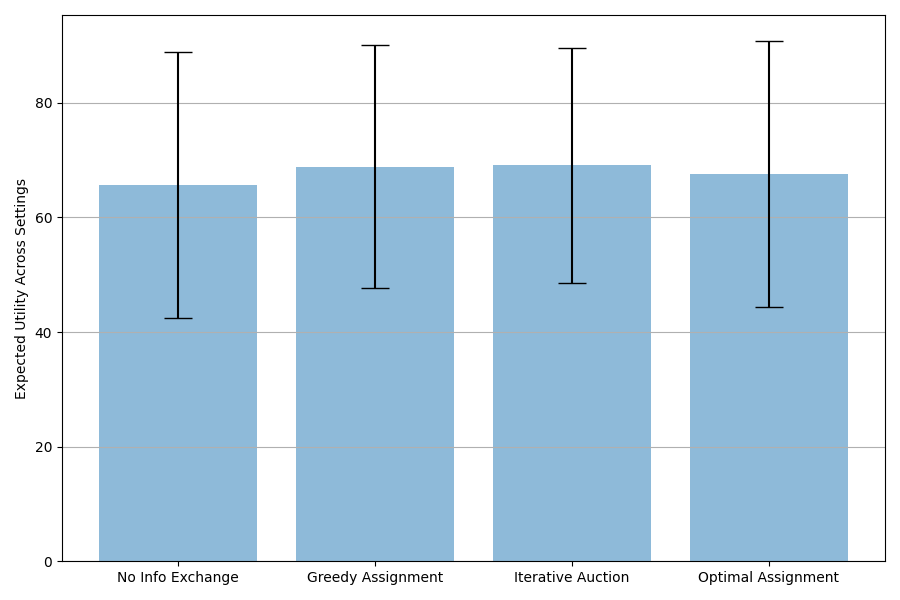 Expected Utility Across Settings
80
60
40
20
0
No Info Exchange
Greedy Assignment
Iterative Auction
Optimal Assignment